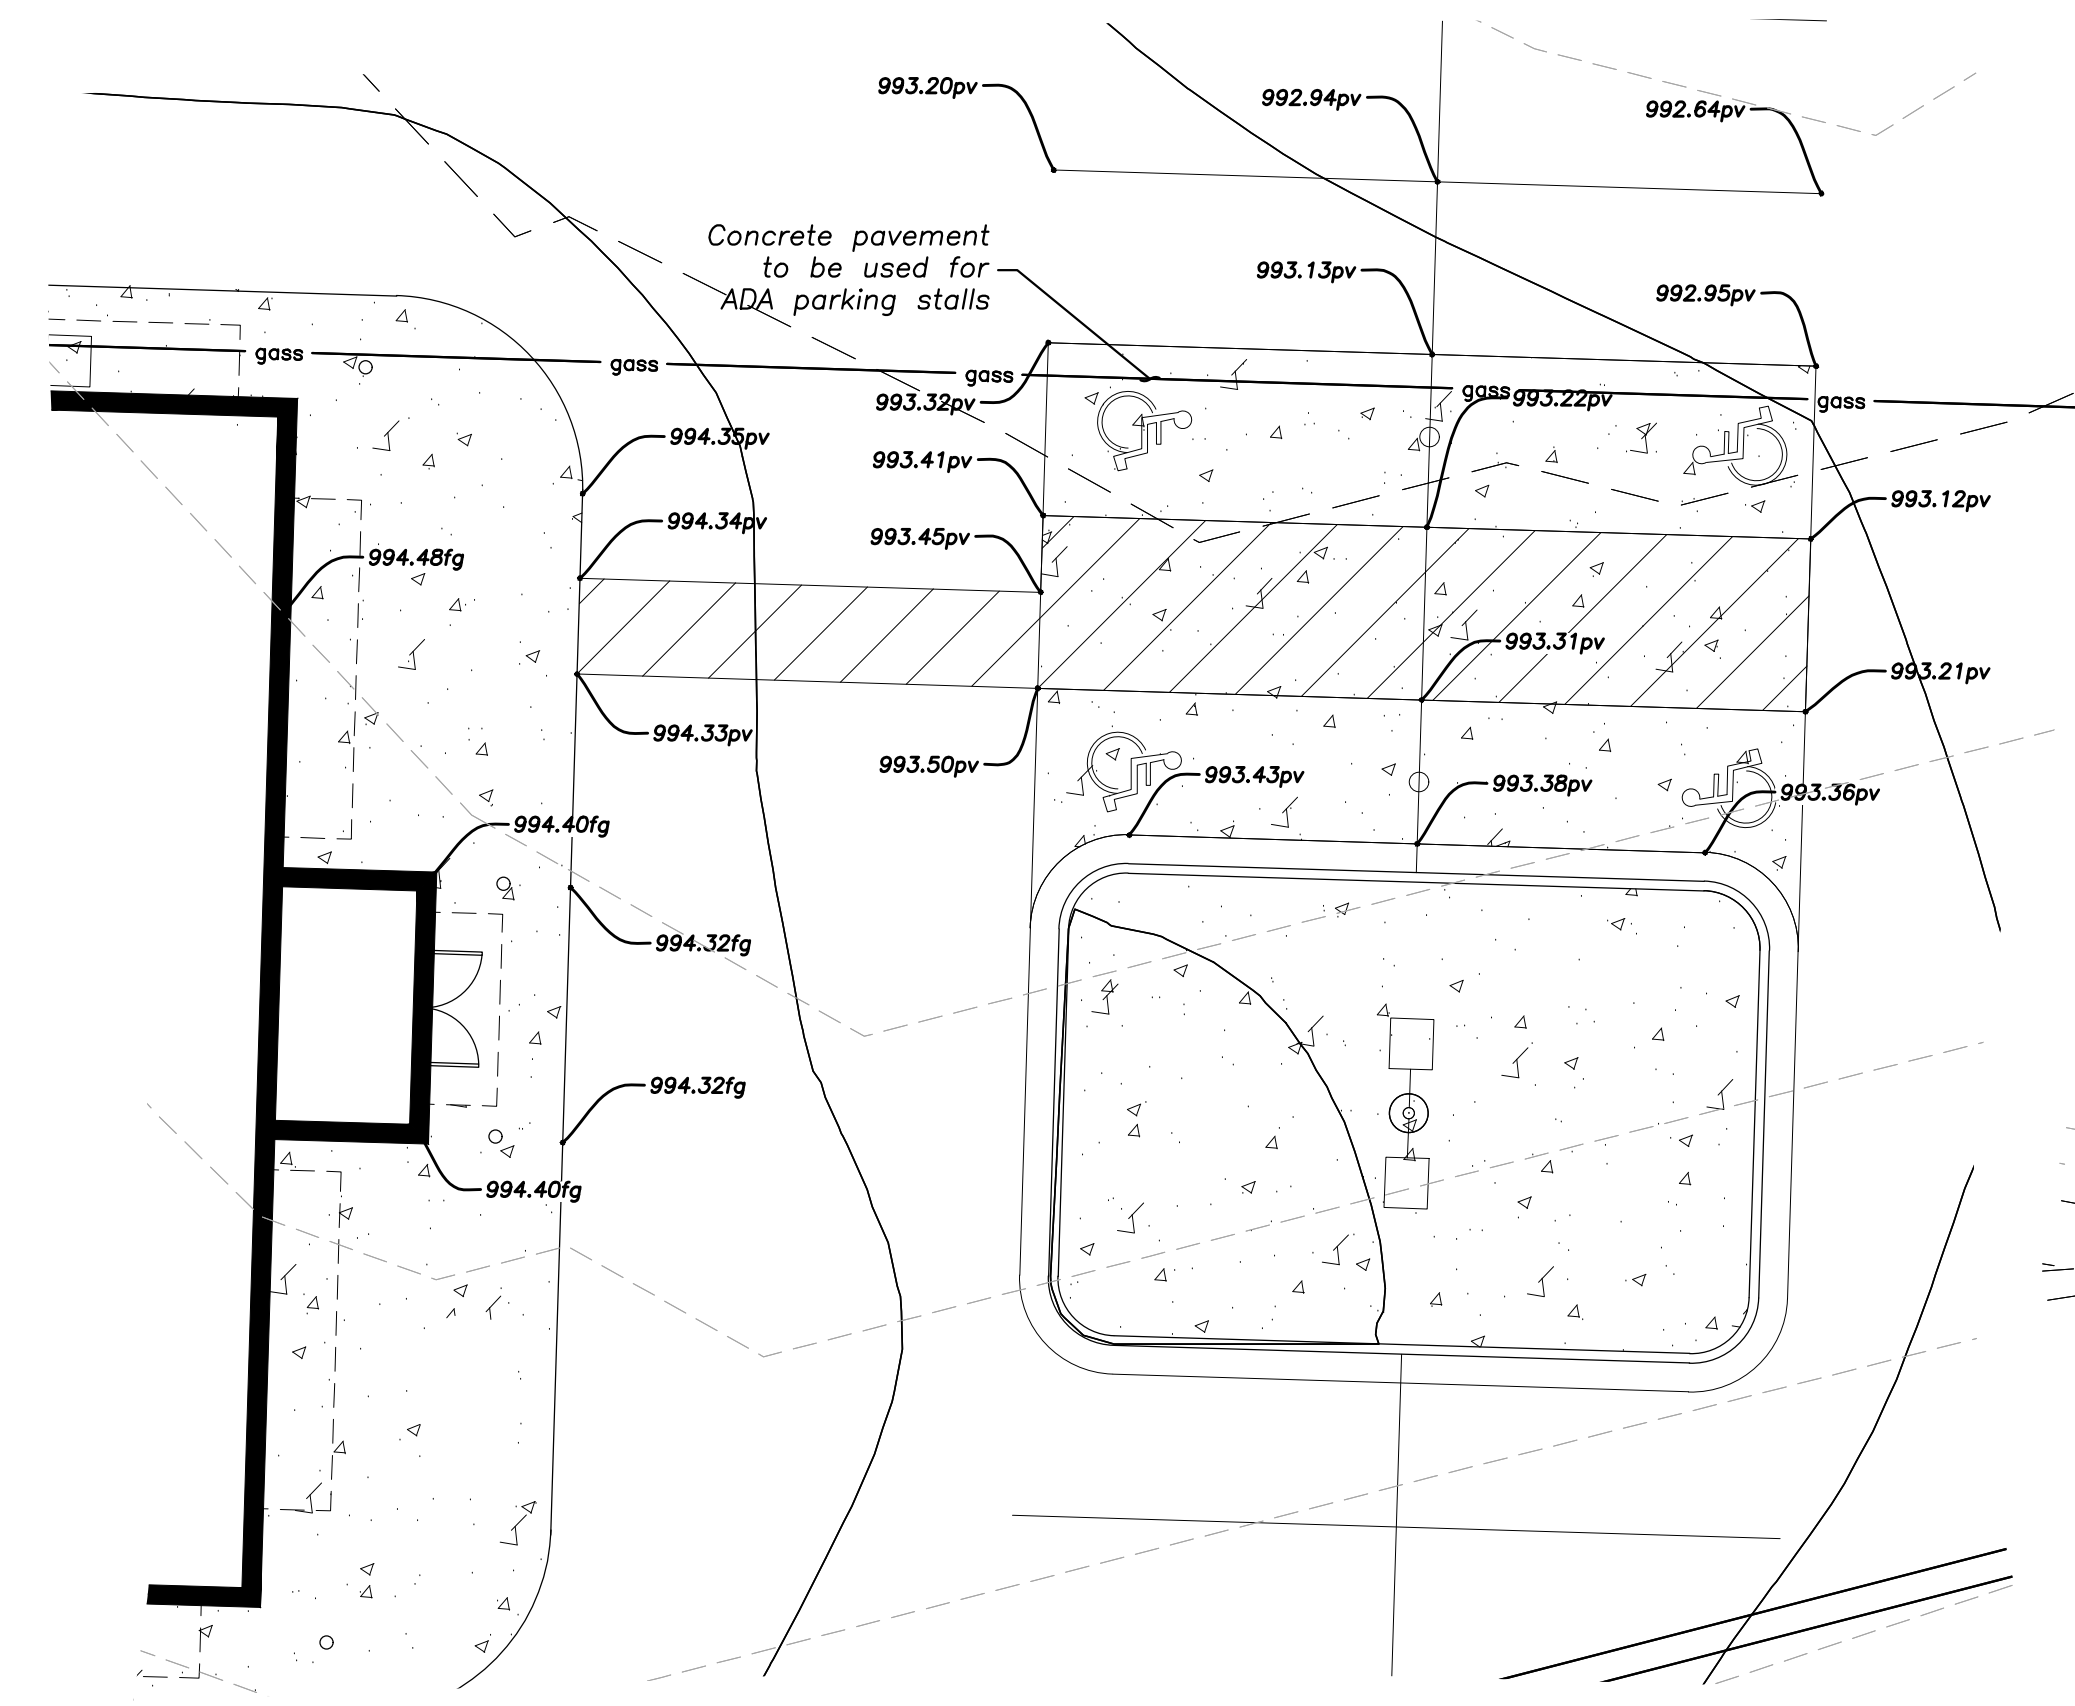 993.20pv
992.94pv
992.64pv
Concrete pavement
to be used for
ADA parking stalls
993.13pv
992.95pv
gass
gass
gass
gass
gass
993.32pv
993.22pv
994.35pv
993.41pv
993.12pv
994.34pv
993.45pv
994.48fg
993.31pv
993.21pv
994.33pv
993.50pv
993.43pv
993.38pv
993.36pv
994.40fg
994.32fg
994.32fg
994.40fg